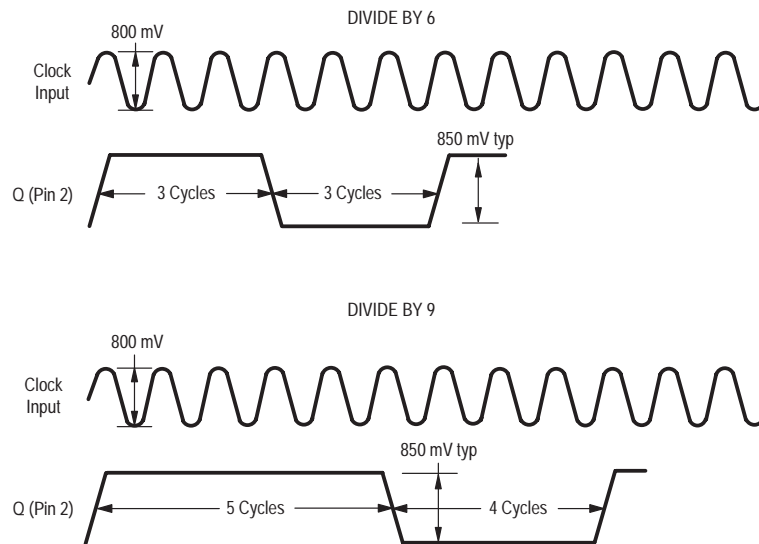 DIVIDE BY 6
800 mV
Clock
Input
850 mV typ
Q (Pin 2)
3 Cycles
3 Cycles
DIVIDE BY 9
800 mV
Clock
Input
850 mV typ
Q (Pin 2)
5 Cycles
4 Cycles